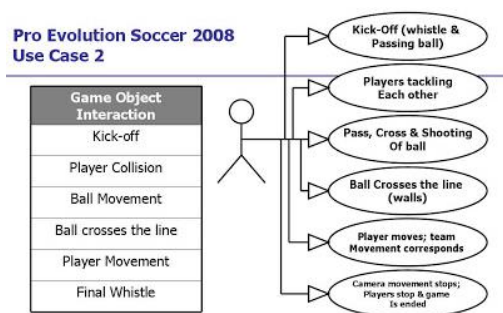 Pro Evolution Soccer 2008
Use Case 2
Game Object
Interaction
Kick-off
Player Collision
Ball Movement
Ball crosses the line
Player Movement
Final Whistle
Kick-Off (whistle &
Passing ball)
Players tackling
Each other
Pass, Cross & Shooting
Of ball
Ball Crosses the line
(walls)
Player moves; team
Movement corresponds
Camera movement stops;
Players stop & game
Is ended